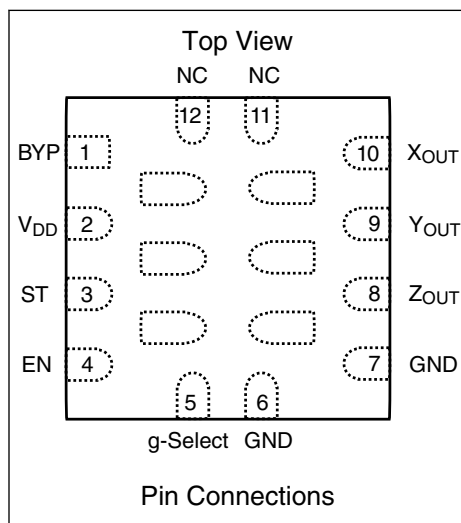 Top View
NC NC
12 11
BYP 1 10 XOUT
VDD 2 9 YOUT
ST 3 8 ZOUT
EN 4 7 GND
5 6
g-Select GND
Pin Connections